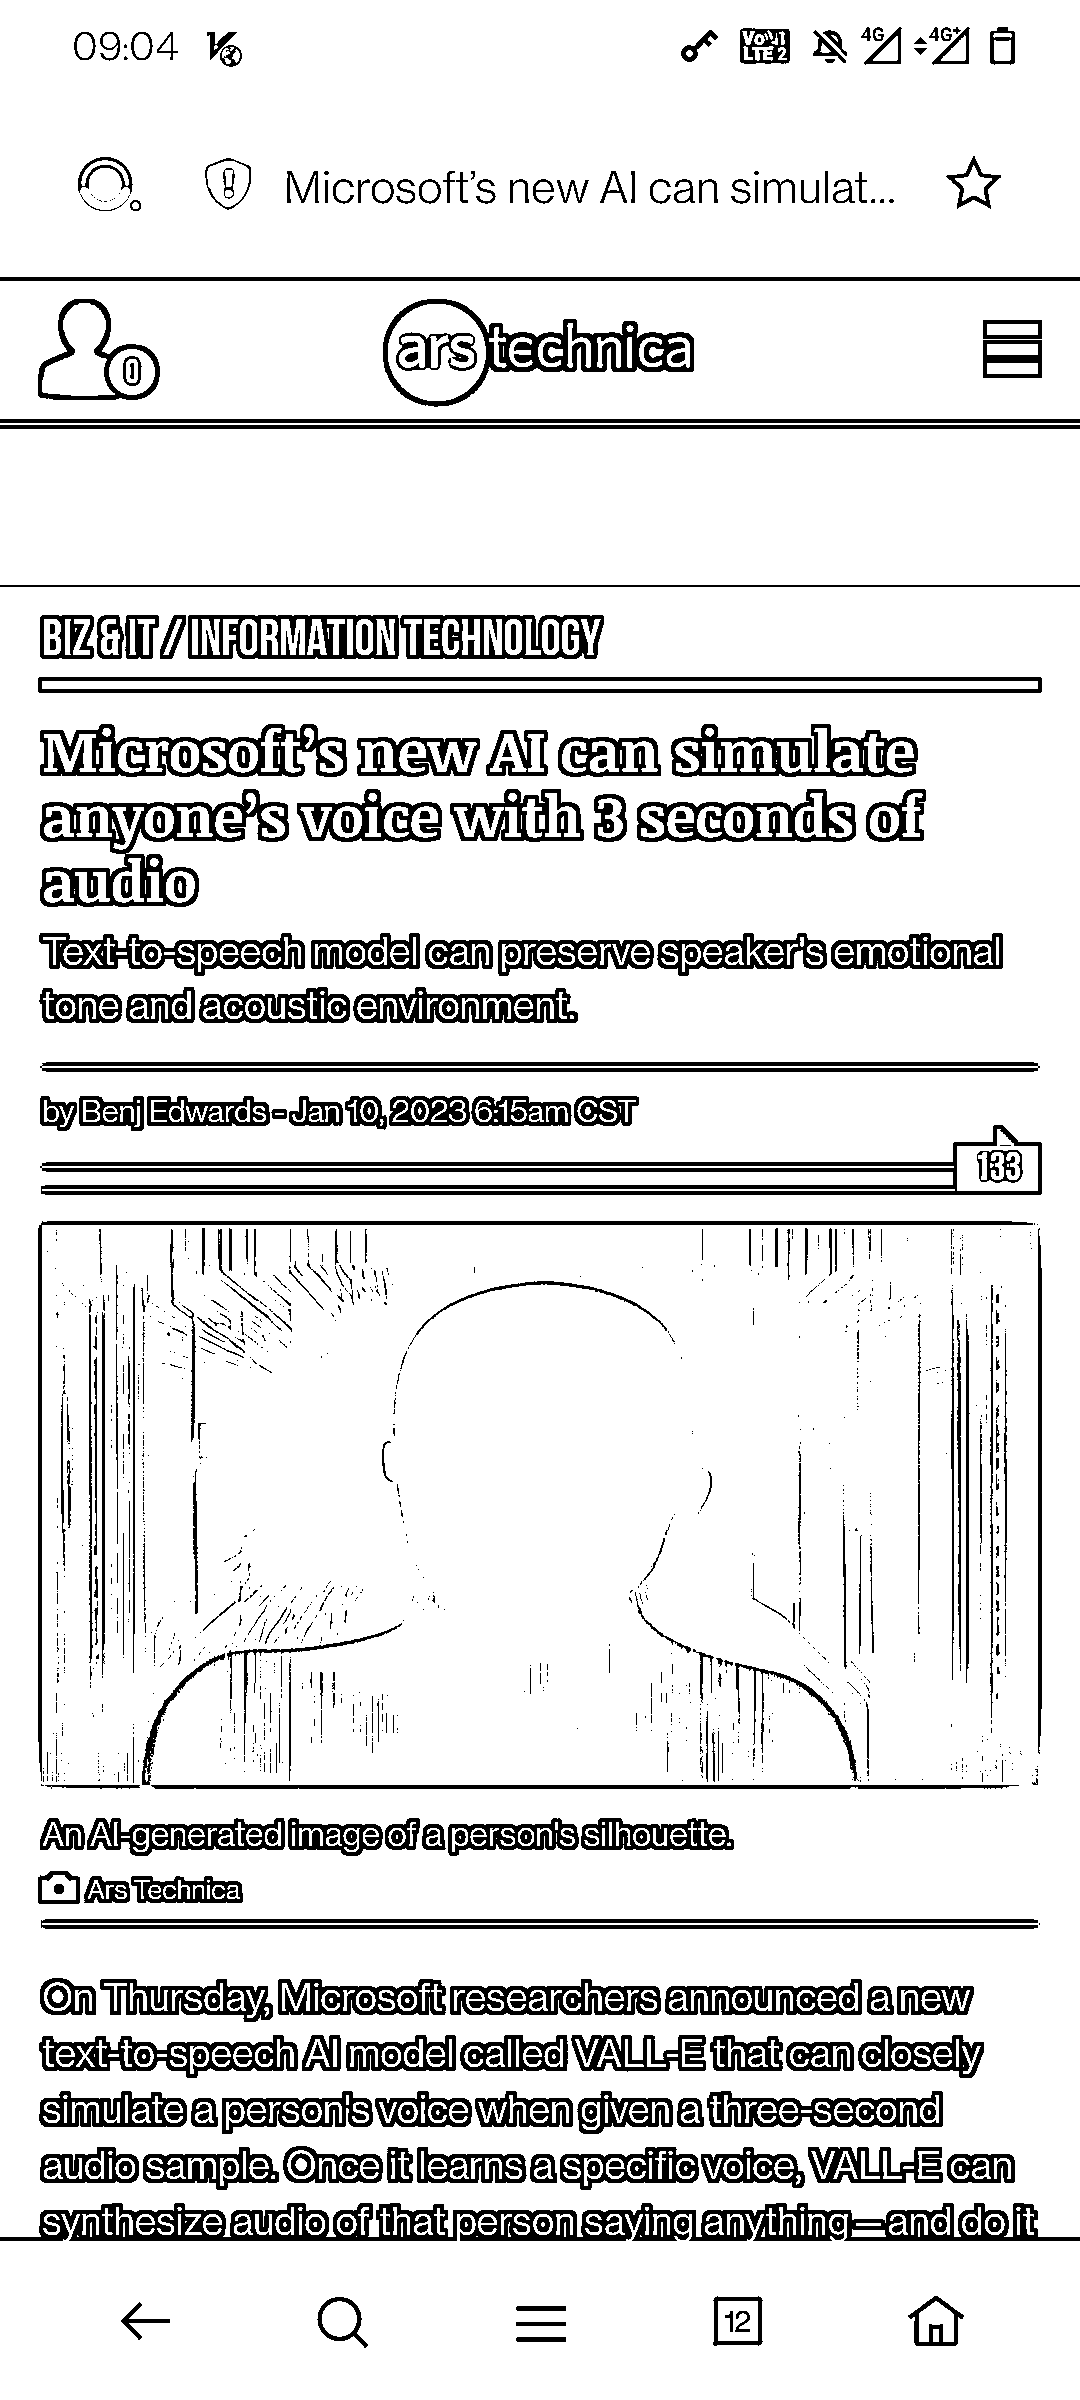 09:04
Vo1 LTE 2 4G 4G+
Microsoft's new AI can simulat...
ars technica
BIZ & IT / INFORMATION TECHNOLOGY
Microsoft's new AI can simulate
anyone's voice with 3 seconds of
audio
Text-to-speech model can preserve speaker's emotional
tone and acoustic environment.
by Benj Edwards - Jan 10, 2023 6:15am CST
133
An AI-generated image of a person's silhouette.
Ars Technica
On Thursday, Microsoft researchers announced a new
text-to-speech AI model called VALL-E that can closely
simulate a person's voice when given a three-second
audio sample. Once it learns a specific voice, VALL-E can
synthesize audio of that person saying anything—and do it
12